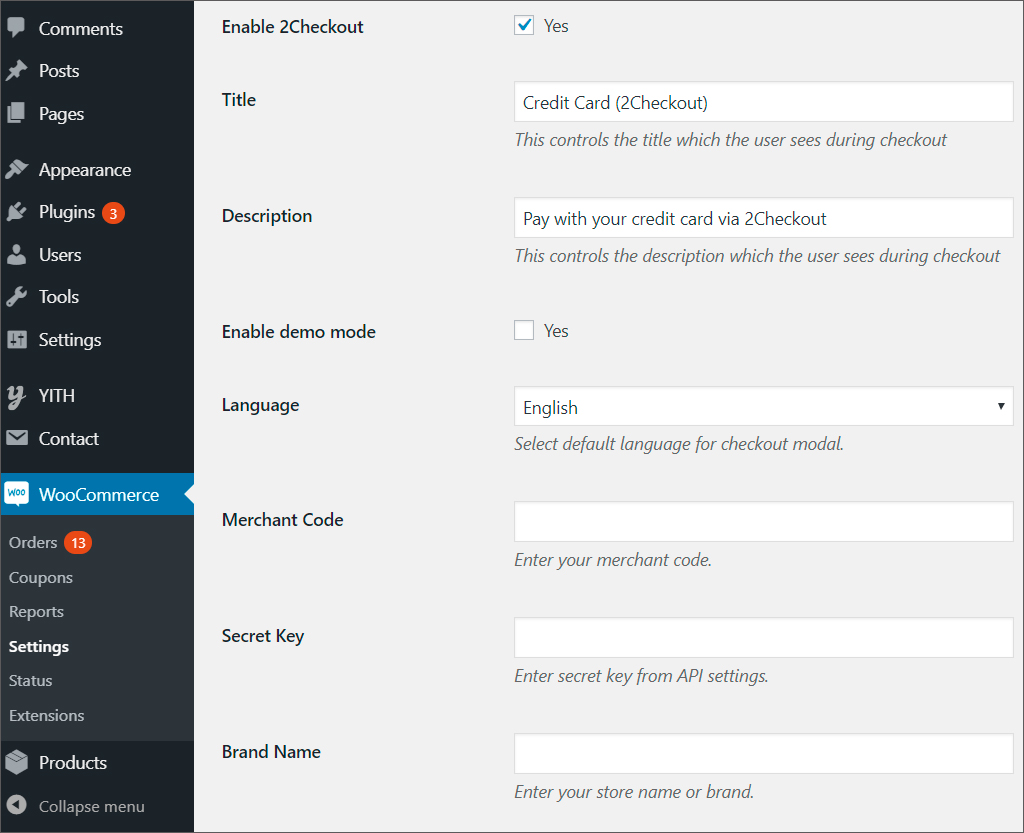 Comments
Posts
Pages
Appearance
Plugins 3
Users
Tools
Settings
YITH
Contact
WOO WooCommerce
Orders 13
Coupons
Reports
Settings
Status
Extensions
Products
Collapse menu
Enable 2Checkout
Yes
Title
Credit Card (2Checkout)
This controls the title which the user sees during checkout
Description
Pay with your credit card via 2Checkout
This controls the description which the user sees during checkout
Enable demo mode
Yes
Language
English
Select default language for checkout modal.
Merchant Code
Enter your merchant code.
Secret Key
Enter secret key from API settings.
Brand Name
Enter your store name or brand.